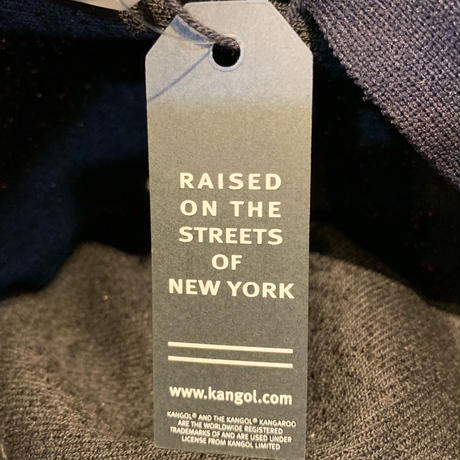 RAISED
ON THE
STREETS
OF
NEW YORK
www.kangol.com
KANGOL® AND THE KANGOL® KANGAROO
ARE THE WORLDWIDE REGISTERED
TRADEMARKS OF AND ARE USED UNDER
LICENSE FROM KANGOL LIMITED